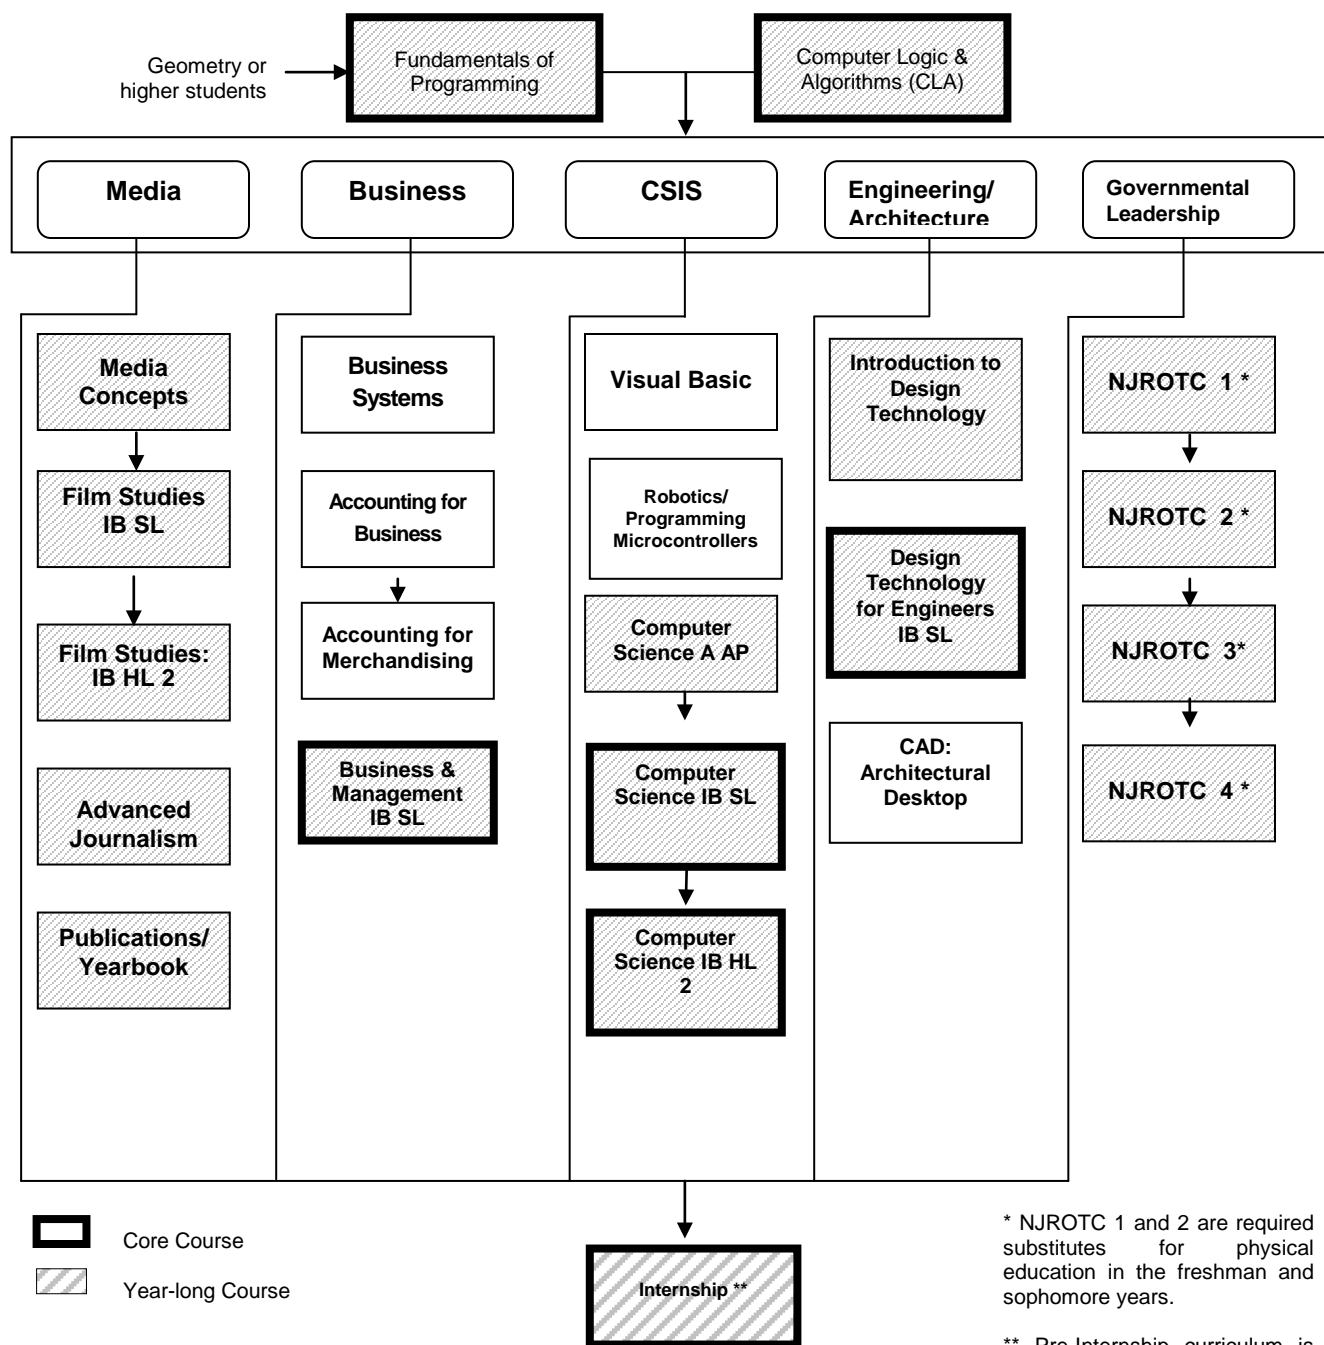 Geometry or
higher students
Fundamentals of
Programming
Computer Logic &
Algorithms (CLA)
Media
Business
CSIS
Engineering/
Architecture
Governmental
Leadership
Media
Concepts
Film Studies
IB SL
Film Studies:
IB HL 2
Advanced
Journalism
Publications/
Yearbook
Business
Systems
Accounting for
Business
Accounting for
Merchandising
Business &
Management
IB SL
Visual Basic
Robotics/
Programming
Microcontrollers
Computer
Science A AP
Computer
Science IB SL
Computer
Science IB HL
2
Introduction to
Design
Technology
Design
Technology
for Engineers
IB SL
CAD:
Architectural
Desktop
NJROTC 1 *
NJROTC 2 *
NJROTC 3*
NJROTC 4 *
Core Course
Year-long Course
Internship **
* NJROTC 1 and 2 are required
substitutes for physical
education in the freshman and
sophomore years.
** Pre-Internship curriculum is